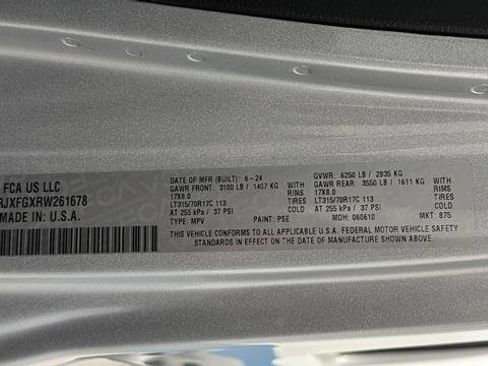 FCA US LLC
RJXFGXRW261678
MADE IN: U.S.A.
DATE OF MFR (BUILT): 6-24
GAWR FRONT: 3100 LB / 1407 KG WITH
17X8.0 RIMS
LT315/70R17C 113 TIRES
AT 255 kPa / 37 PSI COLD
TYPE: MPV PAINT: PSE
GVWR: 6250 LB / 2835 KG
GAWR REAR: 3550 LB / 1611 KG WITH
17X8.0 RIMS
LT315/70R17C 113 TIRES
AT 255 kPa / 37 PSI COLD
MDH: 060610 MKT: 875
THIS VEHICLE CONFORMS TO ALL APPLICABLE U.S.A. FEDERAL MOTOR VEHICLE SAFETY
STANDARDS IN EFFECT ON THE DATE OF MANUFACTURE SHOWN ABOVE.